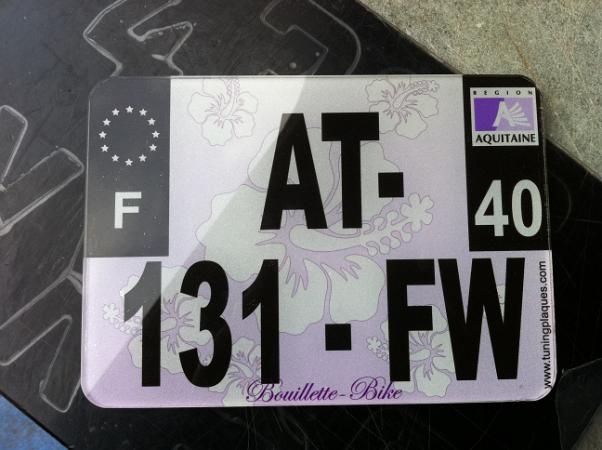 REGION
A
AQUITAINE
F
AT-
40
131-FW
www.tuningplaques.com
Bouillette-Bike